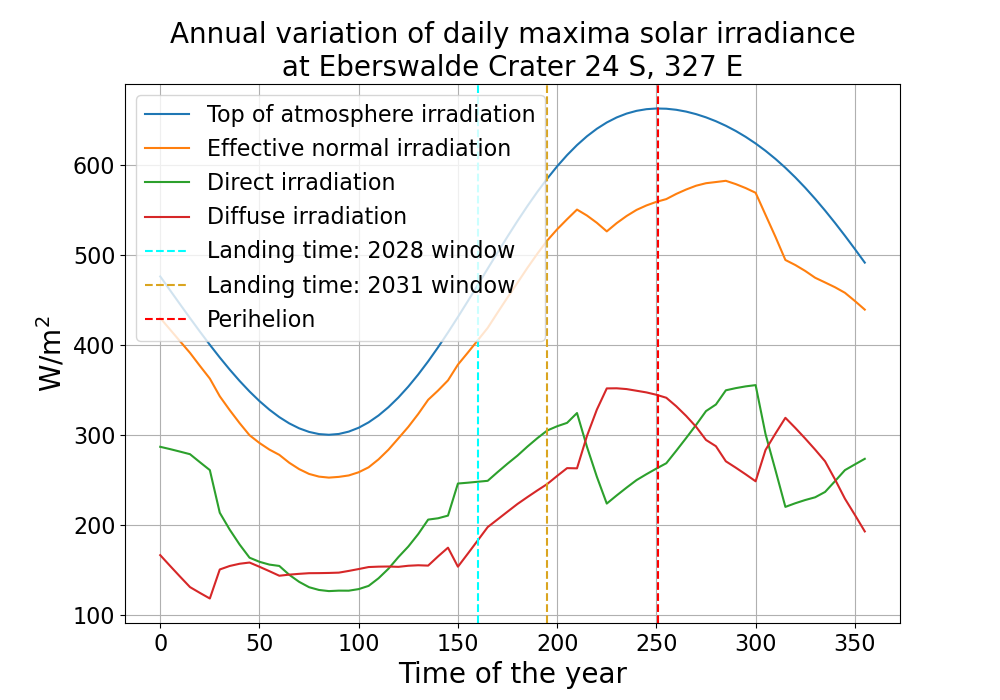 Annual variation of daily maxima solar irradiance
at Eberswalde Crater 24 S, 327 E
Top of atmosphere irradiation
Effective normal irradiation
Direct irradiation
Diffuse irradiation
Landing time: 2028 window
Landing time: 2031 window
Perihelion
W/m²
600
500
400
300
200
100
0 50 100 150 200 250 300 350
Time of the year